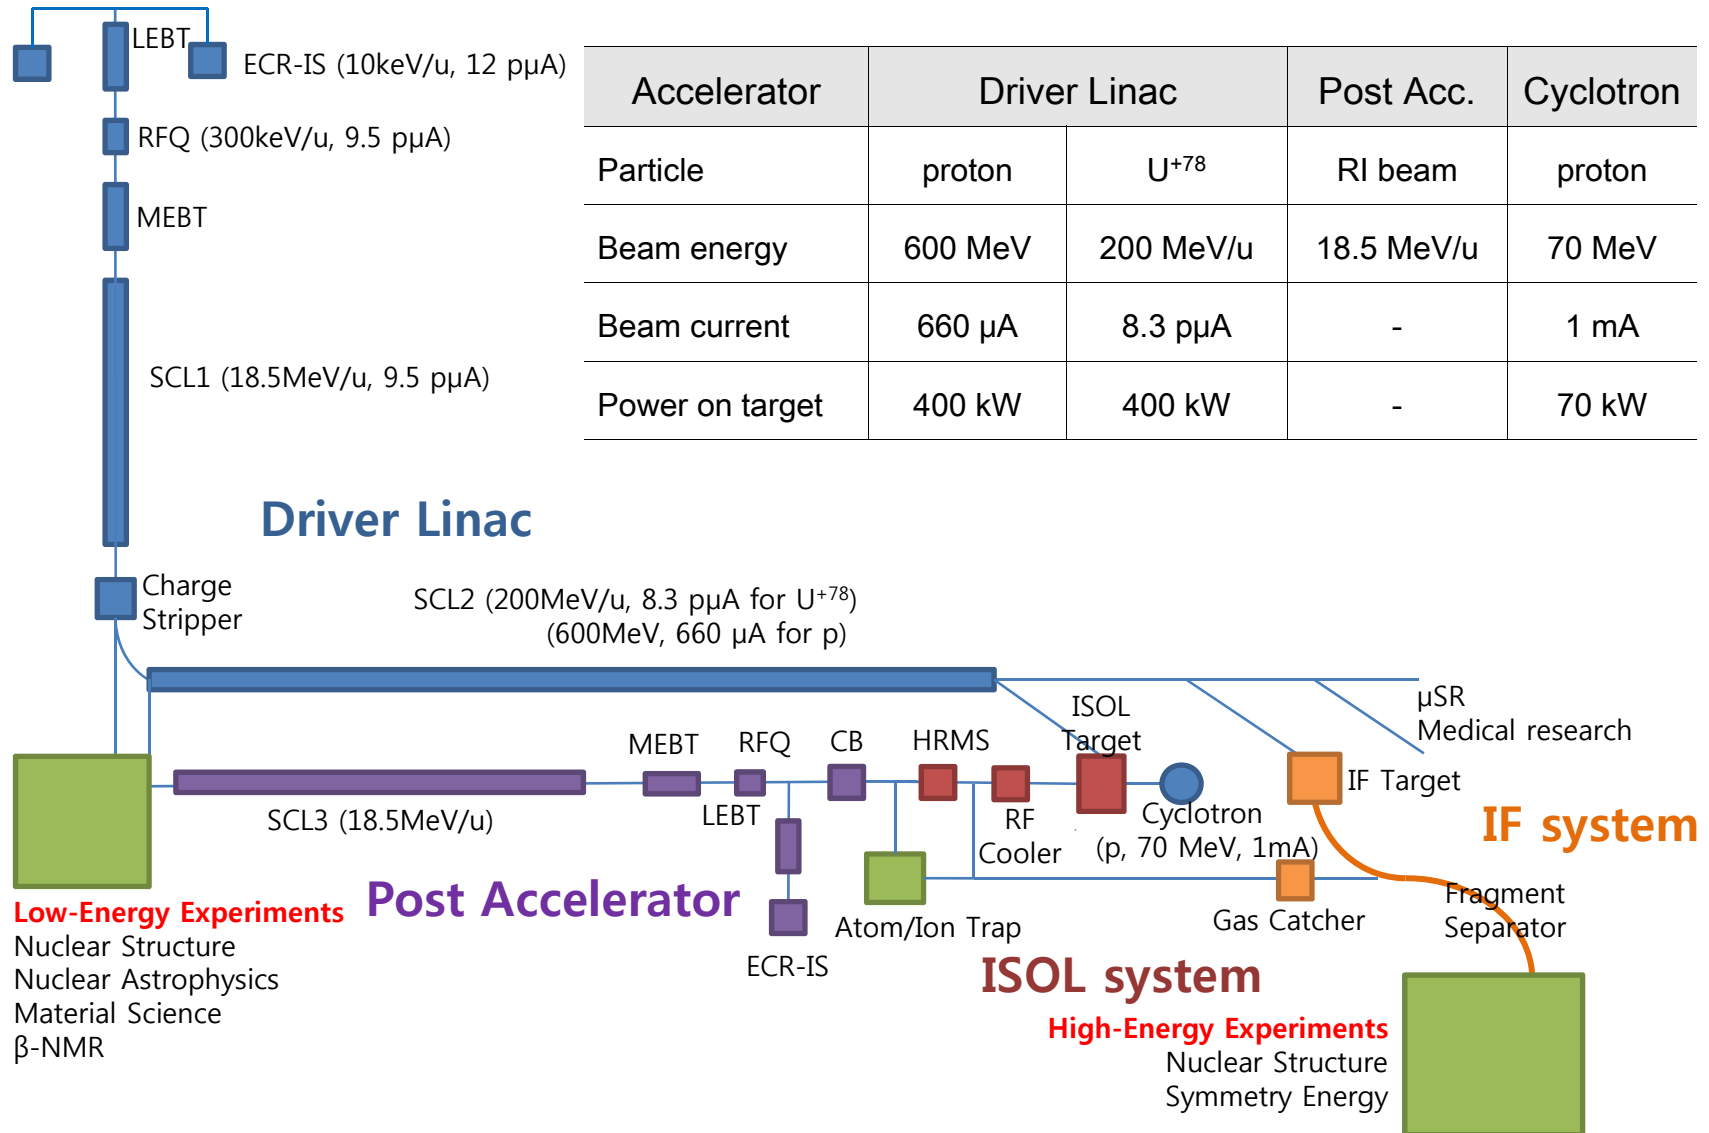 LEBT
ECR-IS (10keV/u, 12 pμA)
RFQ (300keV/u, 9.5 pμA)
MEBT
SCL1 (18.5MeV/u, 9.5 pμA)
Accelerator Driver Linac Post Acc. Cyclotron
Particle proton U+78 RI beam proton
Beam energy 600 MeV 200 MeV/u 18.5 MeV/u 70 MeV
Beam current 660 μA 8.3 pμA - 1 mA
Power on target 400 kW 400 kW - 70 kW
Driver Linac
Charge
Stripper
SCL2 (200MeV/u, 8.3 pμA for U+78)
(600MeV, 660 μA for p)
μSR
Medical research
ISOL
Target
MEBT
RFQ
CB
HRMS
IF Target
SCL3 (18.5MeV/u)
LEBT
RF
Cooler
Cyclotron
(p, 70 MeV, 1mA)
IF system
Post Accelerator
Low-Energy Experiments
Nuclear Structure
Nuclear Astrophysics
Material Science
β-NMR
ECR-IS
Atom/Ion Trap
Gas Catcher
Fragment
Separator
ISOL system
High-Energy Experiments
Nuclear Structure
Symmetry Energy